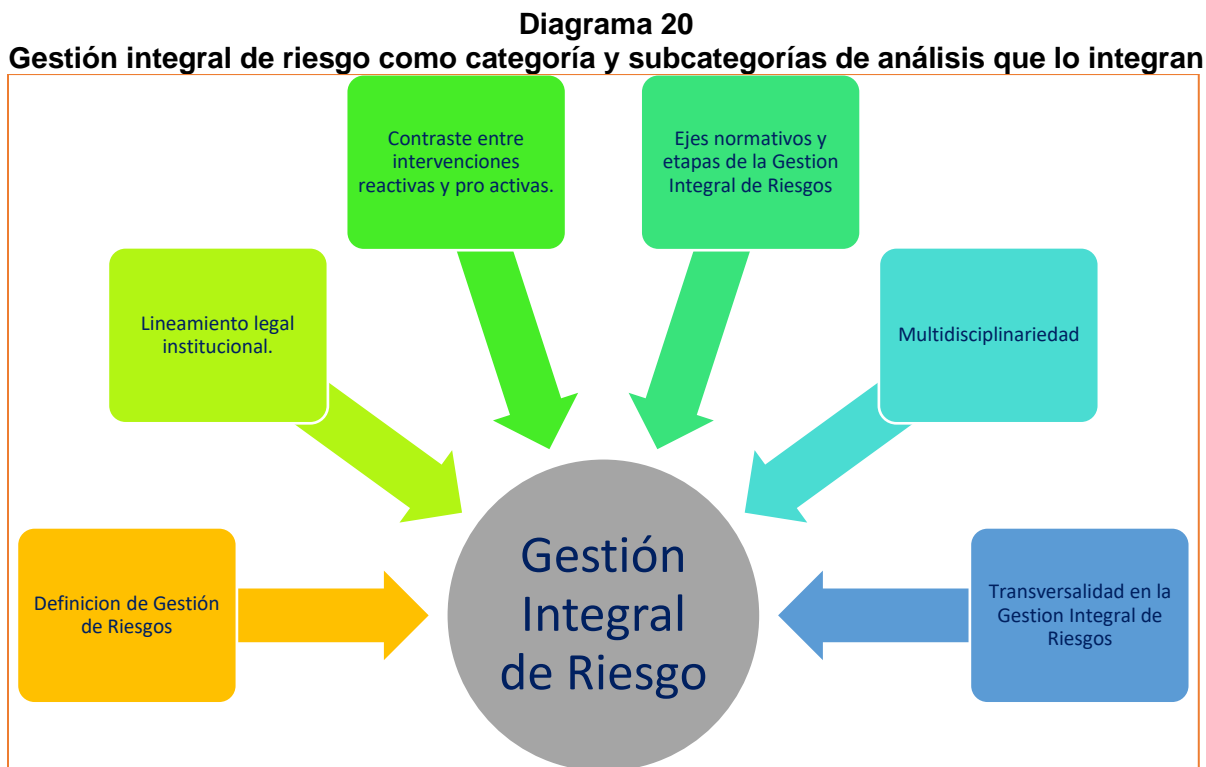 Diagrama 20
Gestión integral de riesgo como categoría y subcategorías de análisis que lo integran
Contraste entre
intervenciones
reactivas y pro activas.
Ejes normativos y
etapas de la Gestion
Integral de Riesgos
Lineamiento legal
institucional.
Multidisciplinariedad
Definicion de Gestión
de Riesgos
Gestión
Integral
de Riesgo
Transversalidad en la
Gestion Integral de
Riesgos